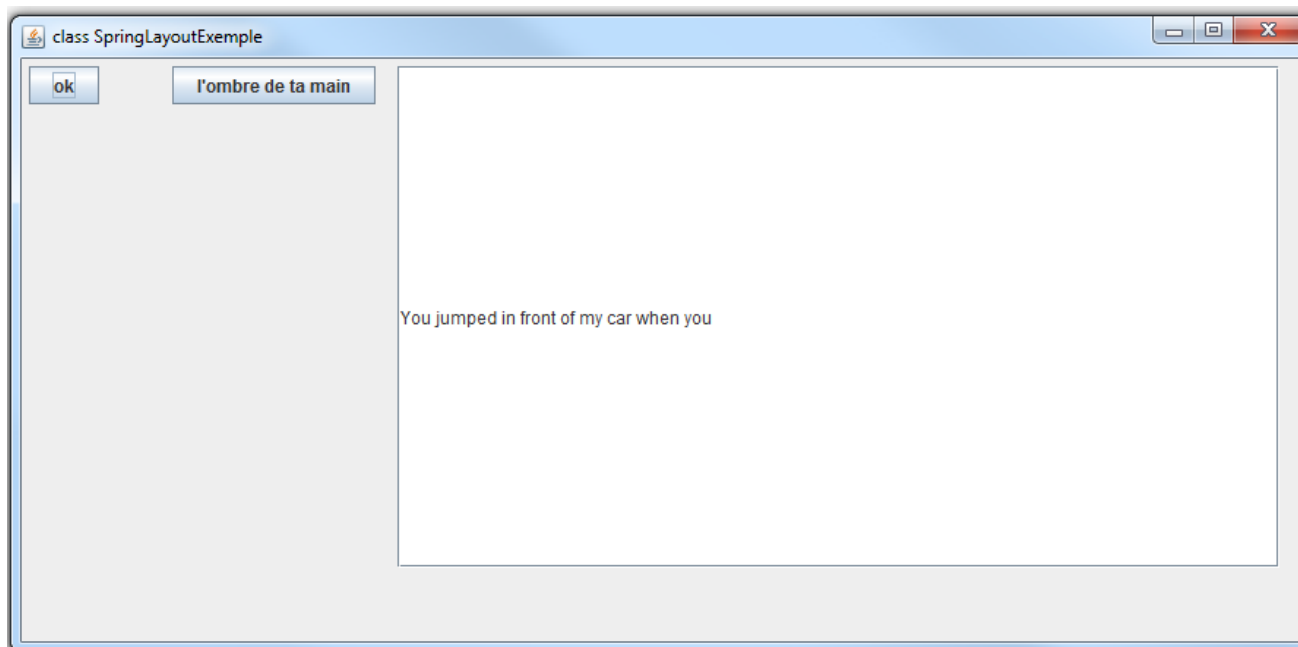 class SpringLayoutExemple
ok
l'ombre de ta main
You jumped in front of my car when you